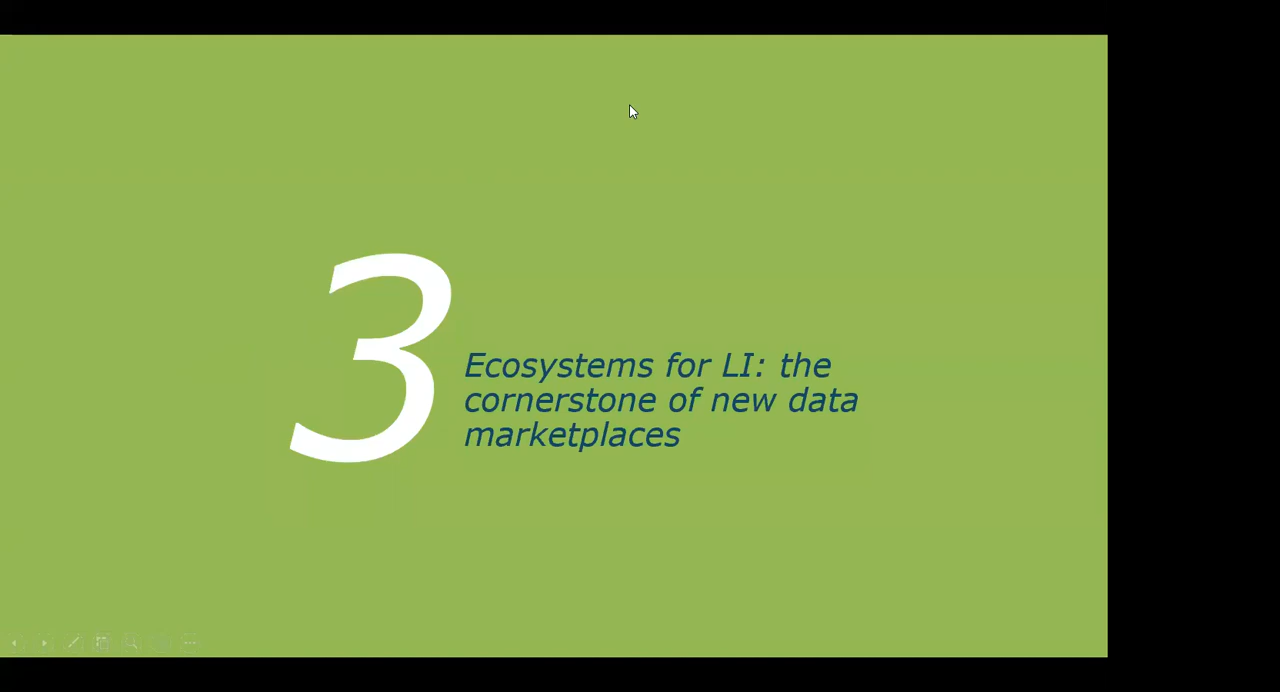 3
Ecosystems for LI: the
cornerstone of new data
marketplaces